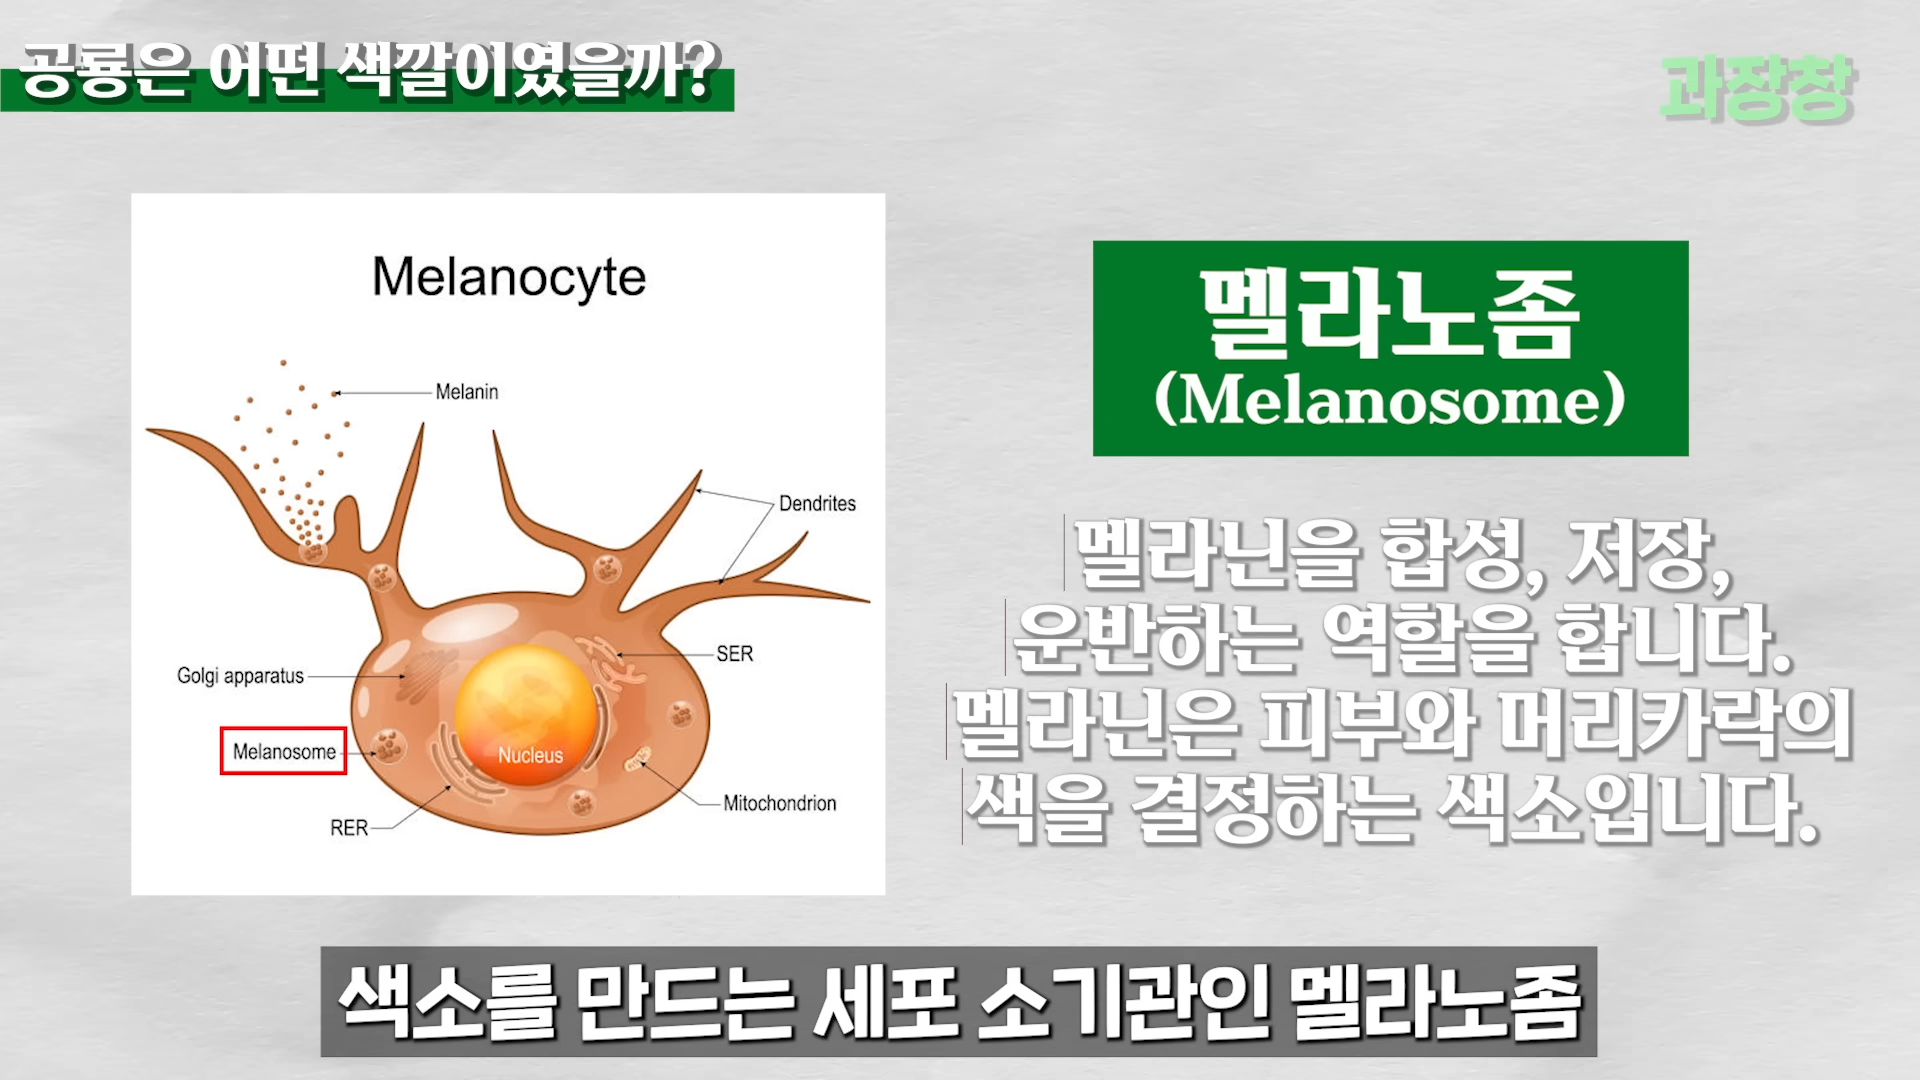 공룡은 어떤 색깔이였을까?
과장창
Melanocyte
Melanin
Dendrites
SER
Golgi apparatus
Melanosome
Nucleus
Mitochondrion
RER
멜라노좀
(Melanosome)
멜라닌을 합성, 저장,
운반하는 역할을 합니다.
멜라닌은 피부와 머리카락의
색을 결정하는 색소입니다.
색소를 만드는 세포 소기관인 멜라노좀